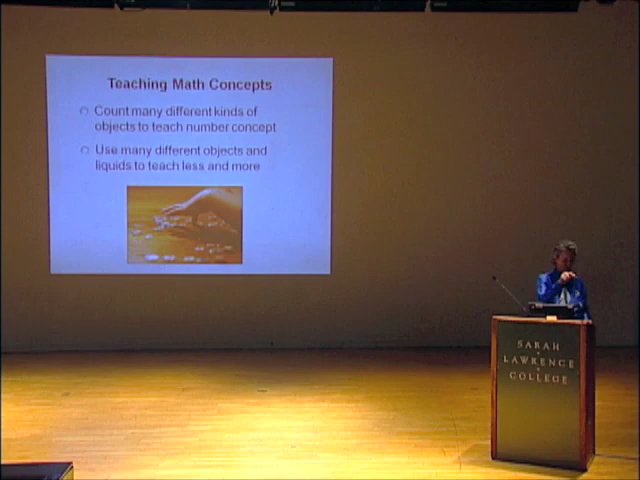 Teaching Math Concepts
Count many different kinds of
objects to teach number concept
Use many different objects and
liquids to teach less and more
SARAH
LAWRENCE
COLLEGE